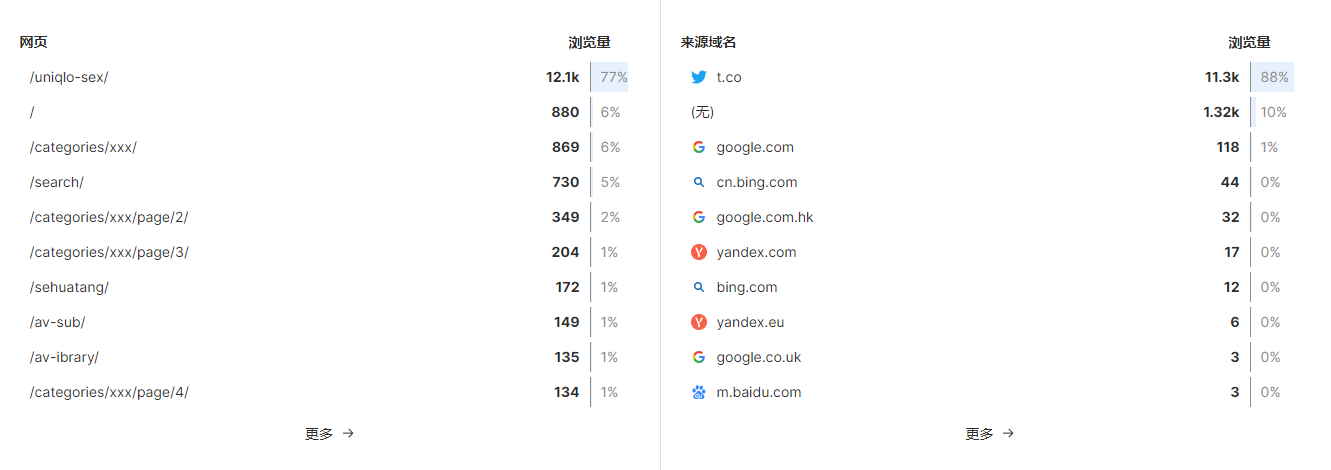 网页 浏览量
/uniqlo-sex/ 12.1k 77%
/ 880 6%
/categories/xxx/ 869 6%
/search/ 730 5%
/categories/xxx/page/2/ 349 2%
/categories/xxx/page/3/ 204 1%
/sehuatang/ 172 1%
/av-sub/ 149 1%
/av-ibrary/ 135 1%
/categories/xxx/page/4/ 134 1%
更多 →
来源域名 浏览量
t.co 11.3k 88%
(无) 1.32k 10%
google.com 118 1%
cn.bing.com 44 0%
google.com.hk 32 0%
yandex.com 17 0%
bing.com 12 0%
yandex.eu 6 0%
google.co.uk 3 0%
m.baidu.com 3 0%
更多 →